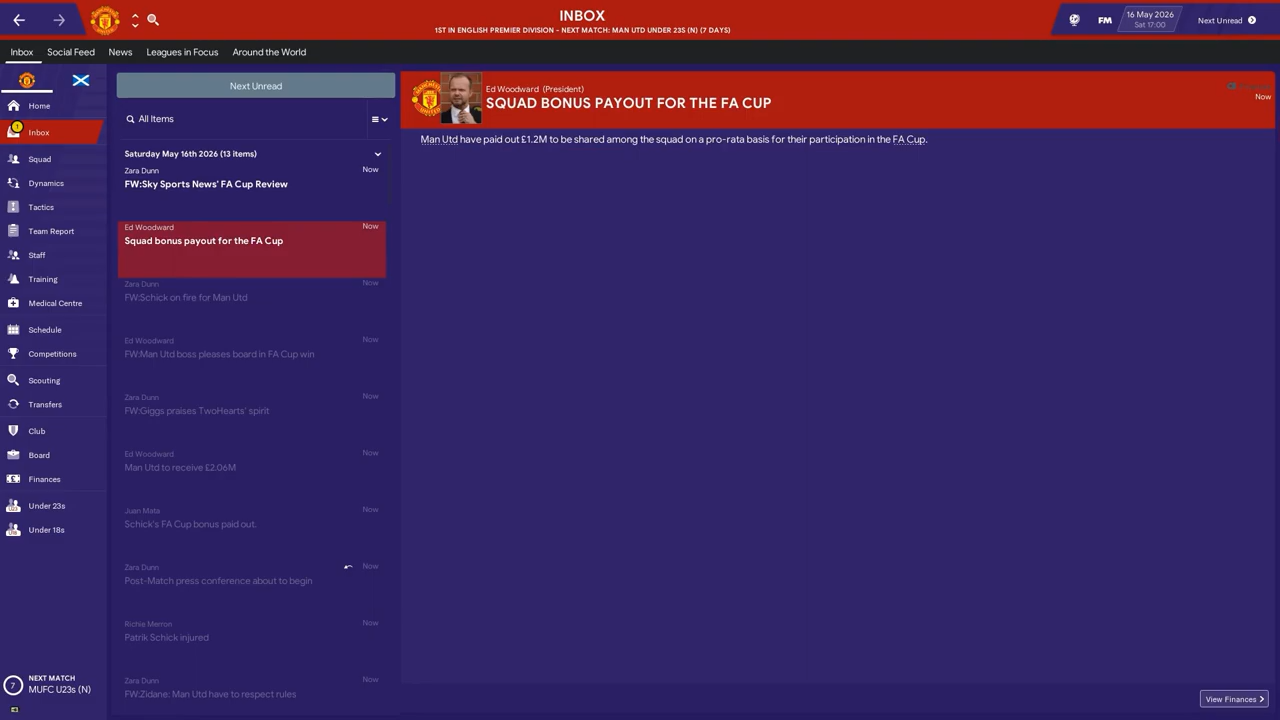 INBOX
1ST IN ENGLISH PREMIER DIVISION - NEXT MATCH: MAN UTD UNDER 23S (N) (7 DAYS)
FM
16 May 2026
Sat 17:00
Next Unread
Inbox
Social Feed
News
Leagues in Focus
Around the World
Home
1
Inbox
Squad
Dynamics
Tactics
Team Report
Staff
Training
Medical Centre
Schedule
Competitions
Scouting
Transfers
Club
Board
Finances
Under 23s
Under 18s
7
NEXT MATCH
MUFC U23s (N)
Next Unread
All Items
Saturday May 16th 2026 (13 items)
Zara Dunn
Now
FW:Sky Sports News' FA Cup Review
Ed Woodward
Now
Squad bonus payout for the FA Cup
Zara Dunn
Now
FW:Schick on fire for Man Utd
Ed Woodward
Now
FW:Man Utd boss pleases board in FA Cup win
Zara Dunn
Now
FW:Giggs praises TwoHearts' spirit
Ed Woodward
Now
Man Utd to receive £2.06M
Juan Mata
Now
Schick's FA Cup bonus paid out.
Zara Dunn
Now
Post-Match press conference about to begin
Richie Merron
Now
Patrik Schick injured
Zara Dunn
Now
FW:Zidane: Man Utd have to respect rules
Ed Woodward (President)
SQUAD BONUS PAYOUT FOR THE FA CUP
Now
Man Utd have paid out £1.2M to be shared among the squad on a pro-rata basis for their participation in the FA Cup.
View Finances